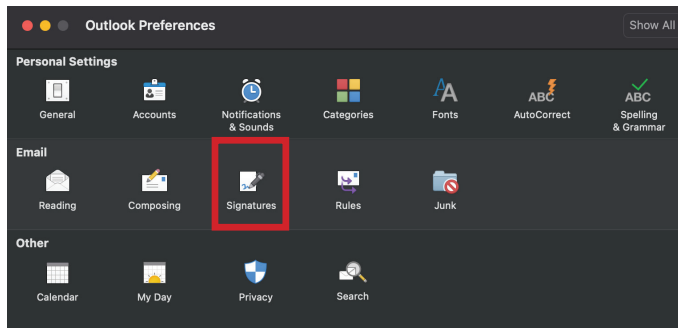 Outlook Preferences
Show All
Personal Settings
General
Accounts
Notifications
& Sounds
Categories
Fonts
ABC
AutoCorrect
ABC
Spelling
& Grammar
Email
Reading
Composing
Signatures
Rules
Junk
Other
Calendar
My Day
Privacy
Search